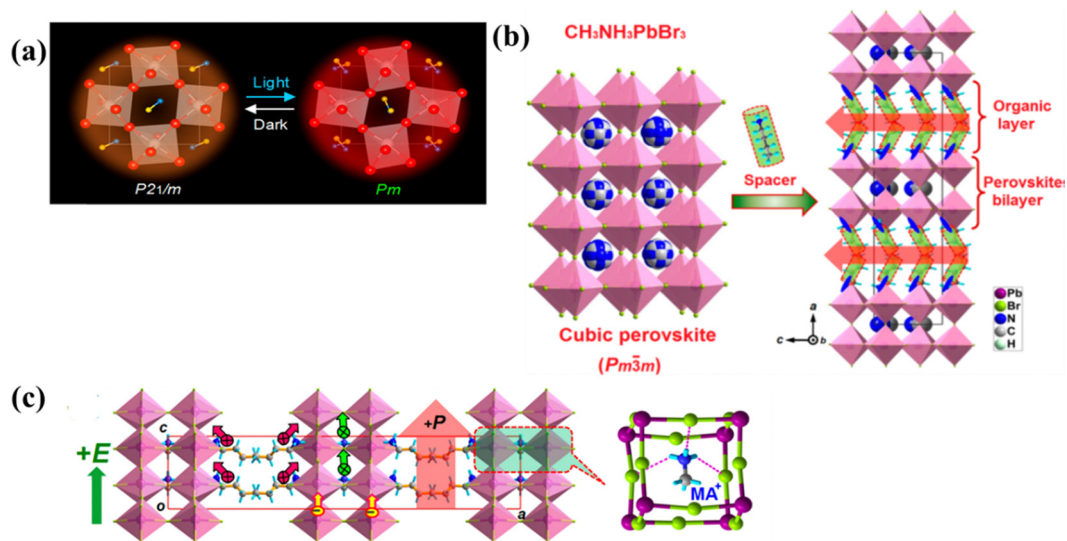 (a)
Light
Dark
P21/m
Pm
(b)
CH3NH3PbBr3
Spacer
Cubic perovskite
(Pm3̄m)
Organic
layer
Perovskites
bilayer
Pb
Br
N
C
H
a
c
b
(c)
+E
c
o
a
+P
MA+